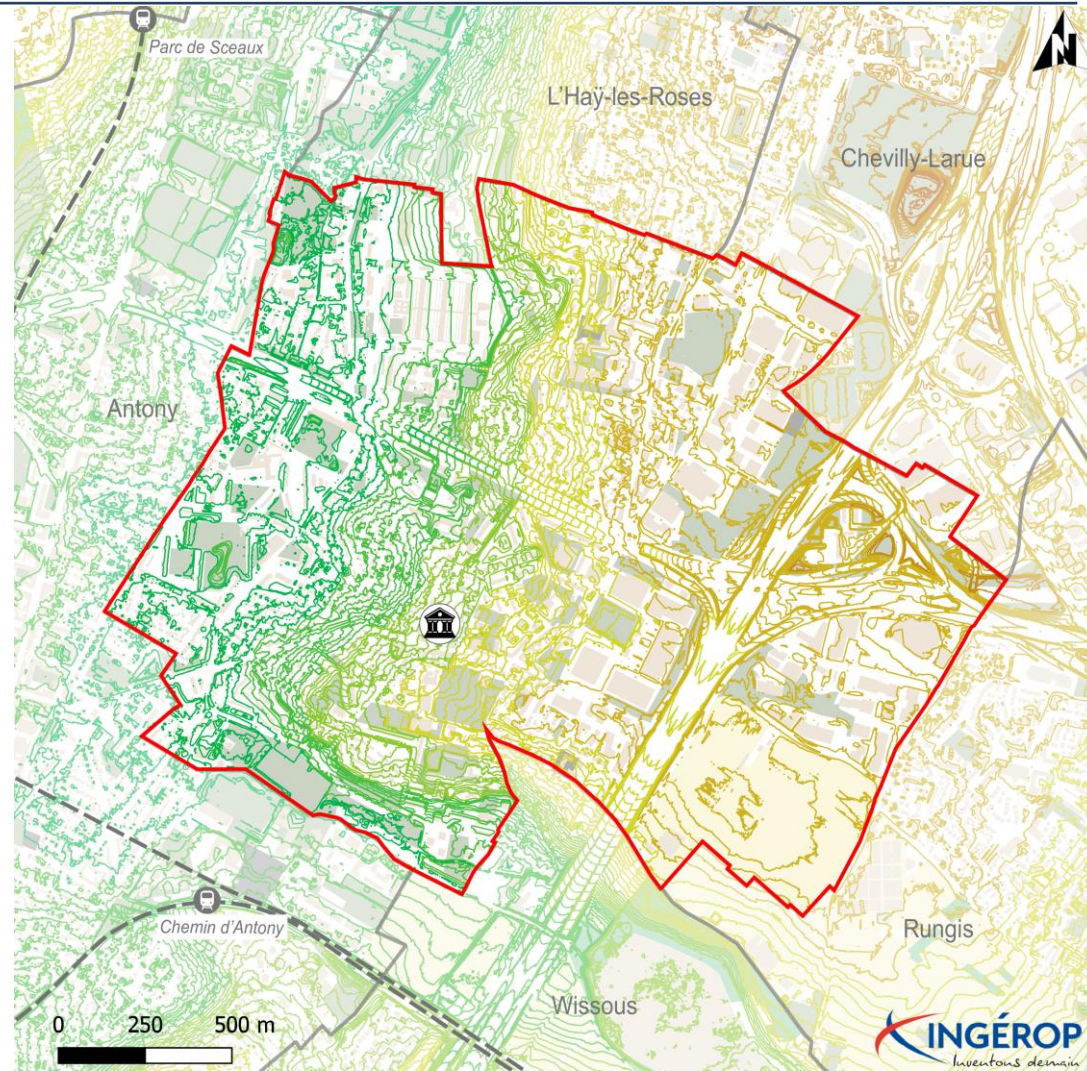 Parc de Sceaux
N
L'Haÿ-les-Roses
Chevilly-Larue
Antony
Chemin d'Antony
Rungis
Wissous
0 250 500 m
INGÉROP
Inventons demain